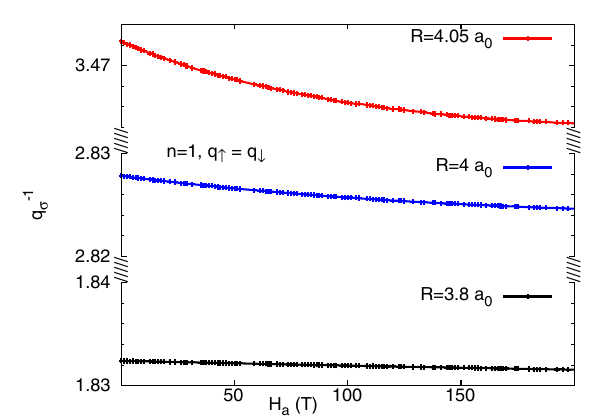 R=4.05 a₀
3.47
2.83
n=1, q↑ = q↓
R=4 a₀
qσ⁻¹
2.82
1.84
R=3.8 a₀
1.83
50
100
150
Hₐ (T)